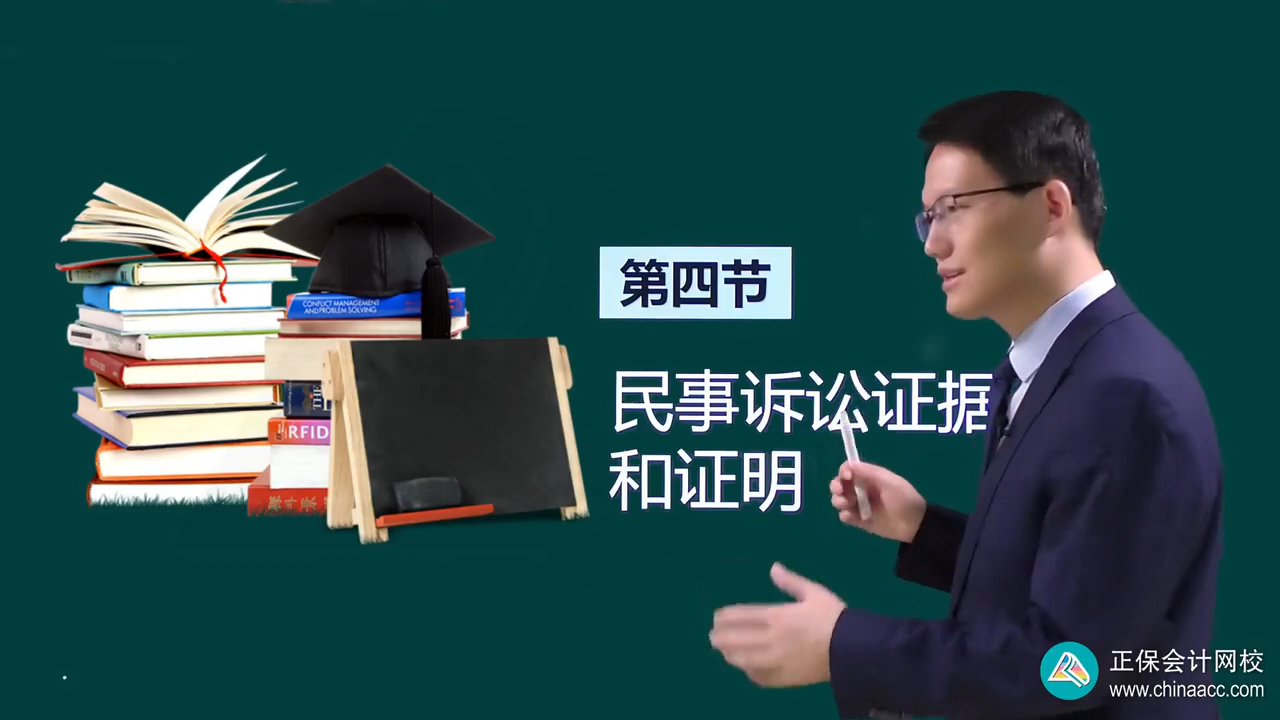 第四节
民事诉讼证据
和证明
CONFLICT MANAGEMENT
AND PROBLEM SOLVING
THE
RFID
正保会计网校
www.chinaacc.com